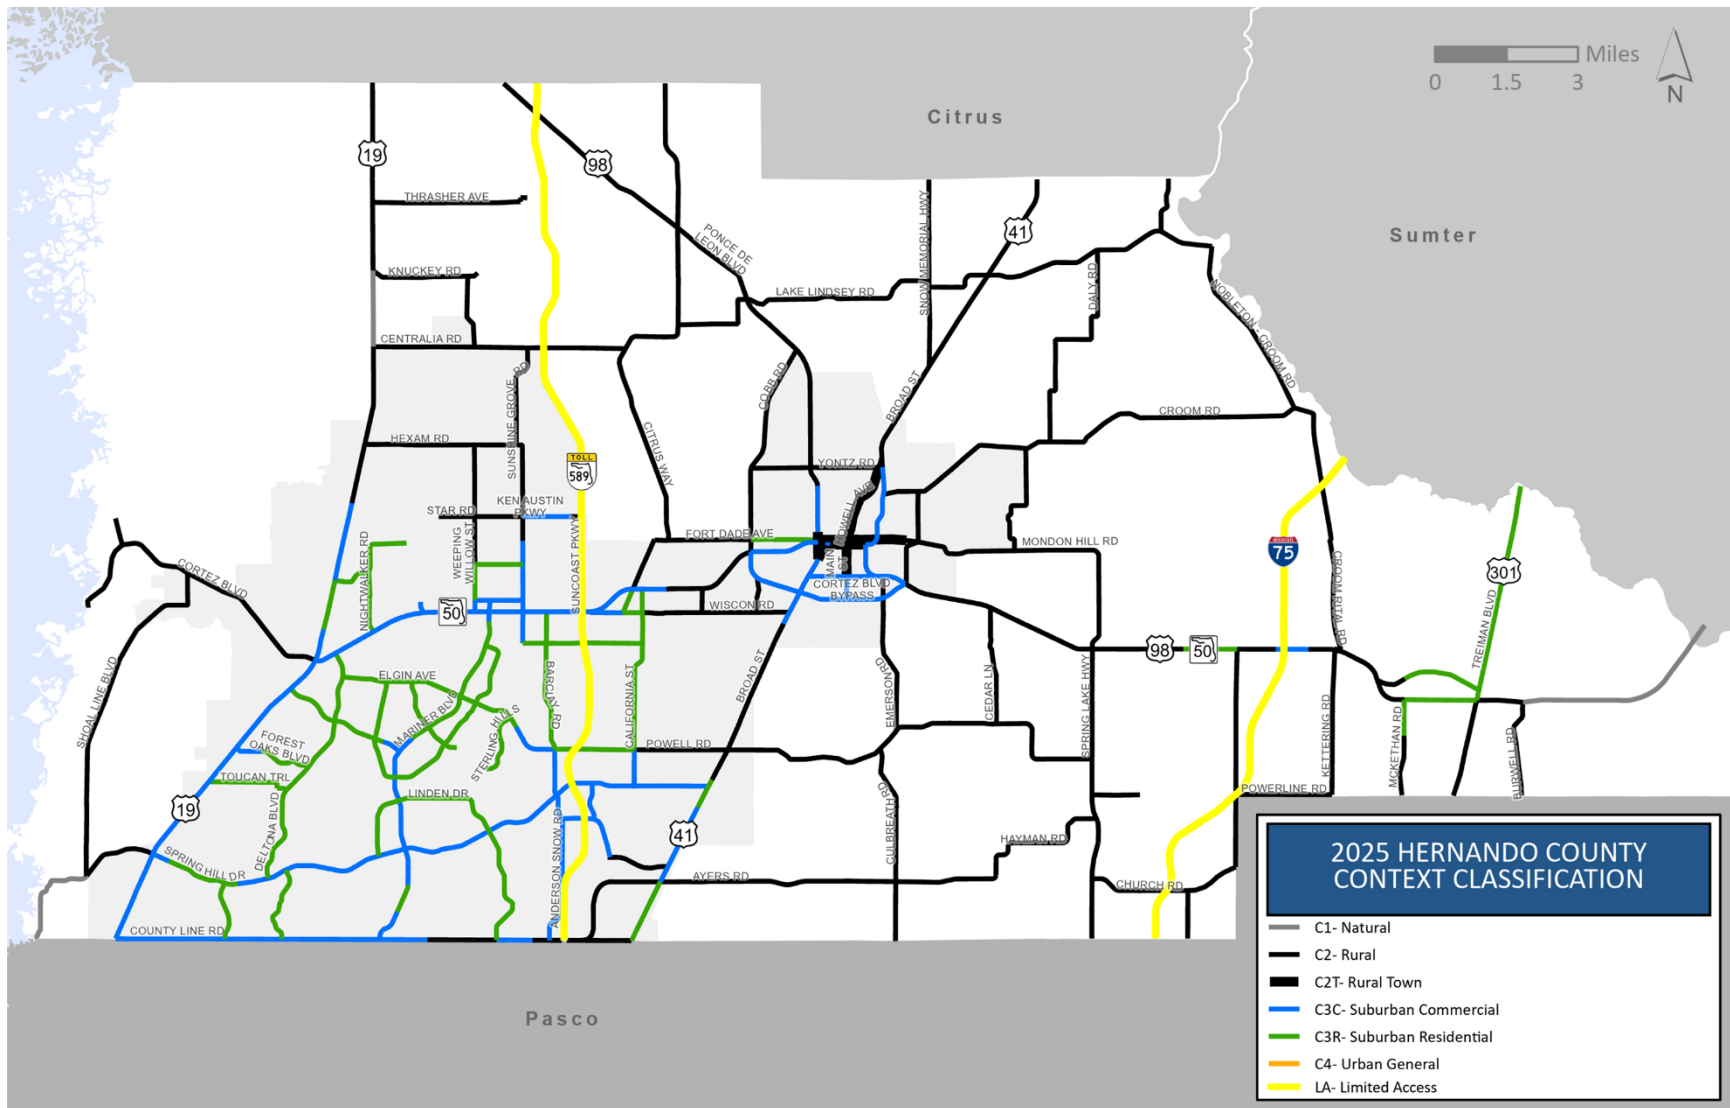 Miles
0 1.5 3
N
Citrus
Sumter
19
98
THRASHER AVE
PONCE DE
LEON BLVD
SNOW MEMORIAL HWY
41
KNUCKEY RD
LAKE LINDSEY RD
DALY RD
NOBLETON - CROOM RD
CENTRALIA RD
SUNSHINE GROVE RD
COBB RD
BROAD ST
CROOM RD
HEXAM RD
CITRUS WAY
TOLL
589
YONTZ RD
HOWELL AVE
KEN AUSTIN
PKWY
STAR RD
WEEPING
WILLOW ST
NIGHTWALKER RD
SUNCOAST PKWY
FORT DADE AVE
MAIN
ST
MONDON HILL RD
75
CROOM RITAL RD
301
TREIMAN BLVD
CORTEZ BLVD
50
WISCON RD
CORTEZ BLVD
BYPASS
98
50
SHOAL LINE BLVD
ELGIN AVE
MARINER BLVD
STERLING HILLS
BARCLAY RD
CALIFORNIA ST
BROAD ST
EMERSON RD
CEDAR LN
SPRING LAKE HWY
KETTERING RD
MCKETHAN RD
BURWELL RD
FOREST
OAKS BLVD
TOUCAN TRL
POWELL RD
LINDEN DR
DELTONA BLVD
19
ANDERSON SNOW RD
41
CULBREATH RD
POWERLINE RD
HAYMAN RD
SPRING HILL DR
AYERS RD
CHURCH RD
COUNTY LINE RD
Pasco
2025 HERNANDO COUNTY
CONTEXT CLASSIFICATION
C1- Natural
C2- Rural
C2T- Rural Town
C3C- Suburban Commercial
C3R- Suburban Residential
C4- Urban General
LA- Limited Access